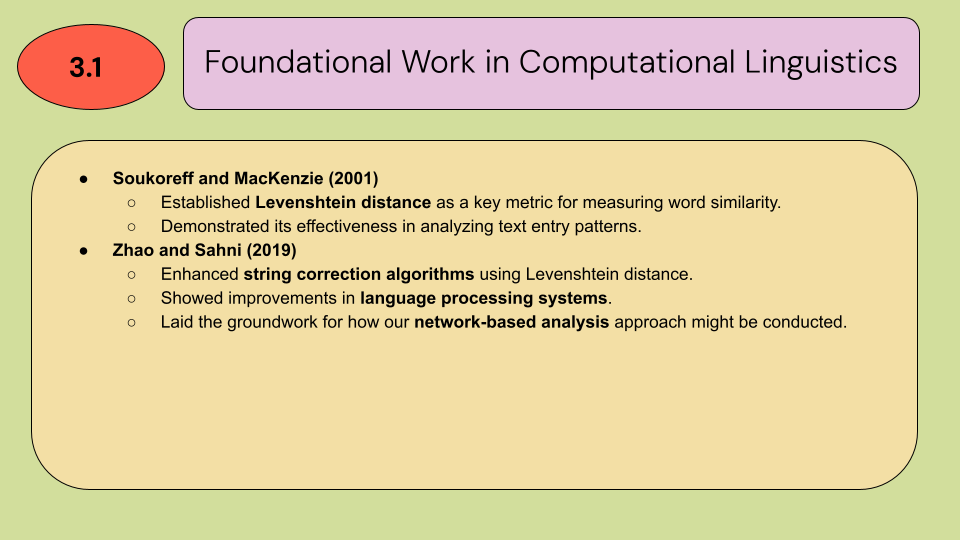 3.1
Foundational Work in Computational Linguistics
● Soukoreff and MacKenzie (2001)
○ Established Levenshtein distance as a key metric for measuring word similarity.
○ Demonstrated its effectiveness in analyzing text entry patterns.
● Zhao and Sahni (2019)
○ Enhanced string correction algorithms using Levenshtein distance.
○ Showed improvements in language processing systems.
○ Laid the groundwork for how our network-based analysis approach might be conducted.